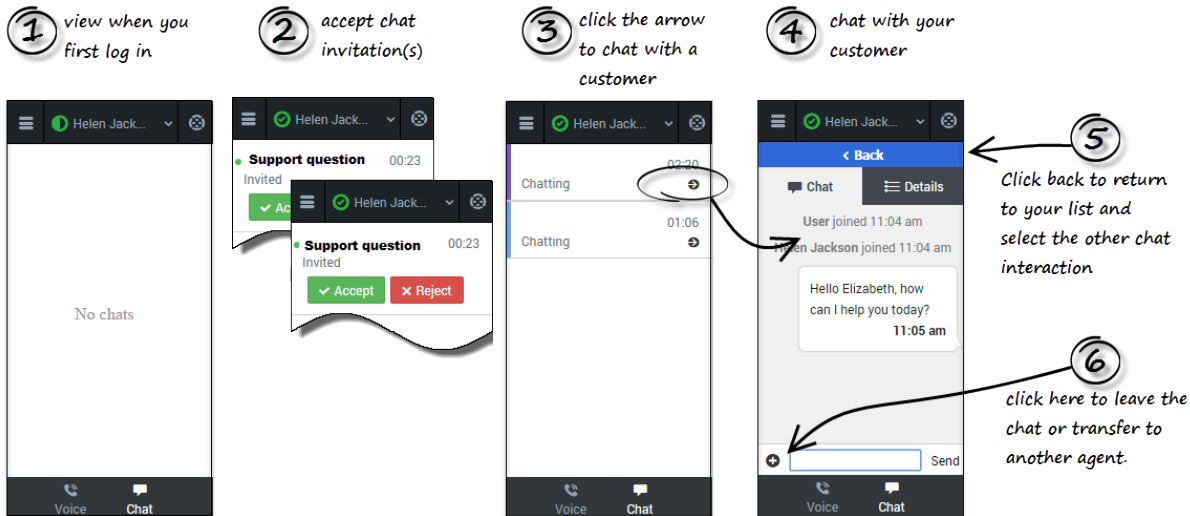 1
view when you
first log in
2
accept chat
invitation(s)
3
click the arrow
to chat with a
customer
4
chat with your
customer
Helen Jack...
No chats
Voice
Chat
Helen Jack...
Support question 00:23
Invited
Ac
Helen Jack...
Support question 00:23
Invited
Accept
Reject
Helen Jack...
02:20
Chatting
01:06
Chatting
Voice
Chat
Helen Jack...
< Back
Chat
Details
User joined 11:04 am
Helen Jackson joined 11:04 am
Hello Elizabeth, how
can I help you today?
11:05 am
Send
Voice
Chat
5
Click back to return
to your list and
select the other chat
interaction
6
click here to leave the
chat or transfer to
another agent.